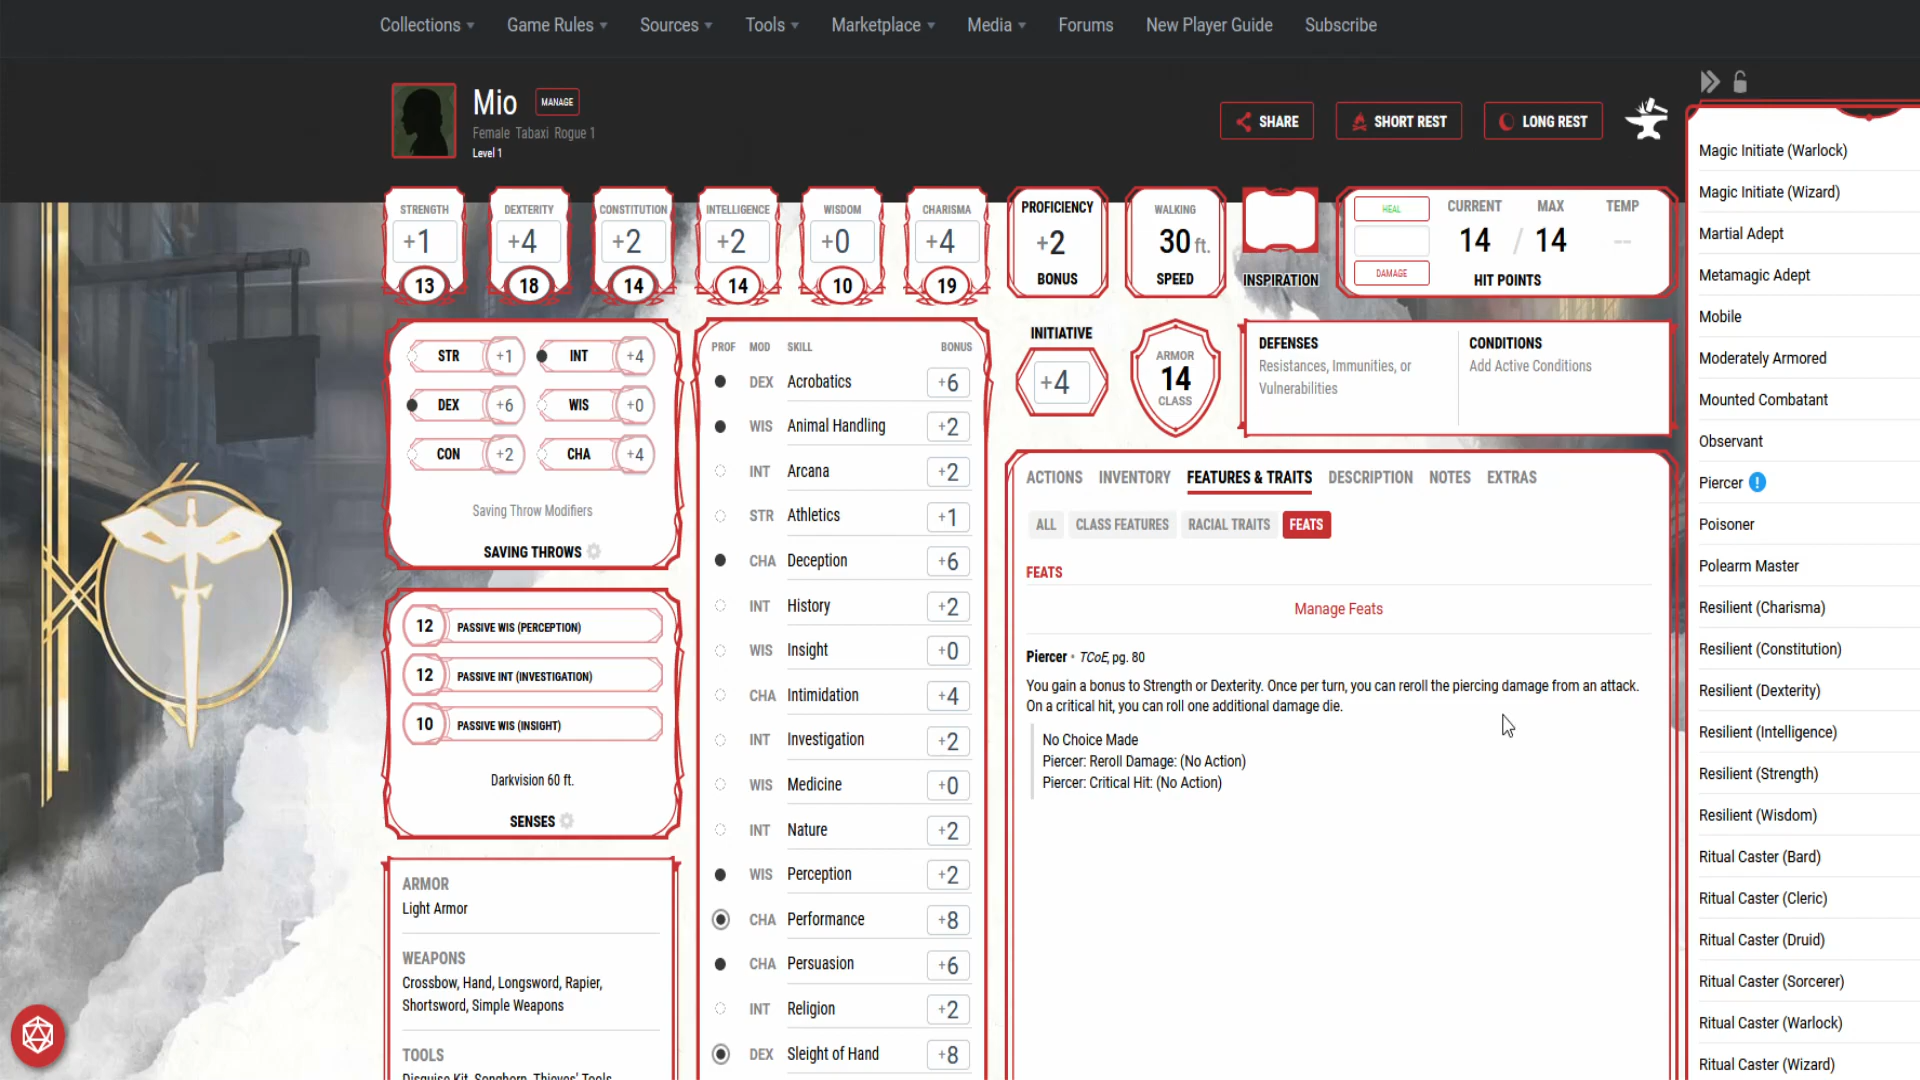 Collections Game Rules Sources Tools Marketplace Media Forums New Player Guide Subscribe
Mio MANAGE
Female Tabaxi Rogue 1
Level 1
SHARE SHORT REST LONG REST
STRENGTH
+1
13
DEXTERITY
+4
18
CONSTITUTION
+2
14
INTELLIGENCE
+2
14
WISDOM
+0
10
CHARISMA
+4
19
PROFICIENCY
+2
BONUS
WALKING
30 ft.
SPEED
INSPIRATION
HEAL
DAMAGE
CURRENT MAX TEMP
14 / 14 --
HIT POINTS
STR +1 INT +4
DEX +6 WIS +0
CON +2 CHA +4
Saving Throw Modifiers
SAVING THROWS
12 PASSIVE WIS (PERCEPTION)
12 PASSIVE INT (INVESTIGATION)
10 PASSIVE WIS (INSIGHT)
Darkvision 60 ft.
SENSES
ARMOR
Light Armor
WEAPONS
Crossbow, Hand, Longsword, Rapier,
Shortsword, Simple Weapons
TOOLS
Disguise Kit, Songhorn, Thieves' Tools
PROF MOD SKILL BONUS
DEX Acrobatics +6
WIS Animal Handling +2
INT Arcana +2
STR Athletics +1
CHA Deception +6
INT History +2
WIS Insight +0
CHA Intimidation +4
INT Investigation +2
WIS Medicine +0
INT Nature +2
WIS Perception +2
CHA Performance +8
CHA Persuasion +6
INT Religion +2
DEX Sleight of Hand +8
INITIATIVE
+4
ARMOR
14
CLASS
DEFENSES
Resistances, Immunities, or
Vulnerabilities
CONDITIONS
Add Active Conditions
ACTIONS INVENTORY FEATURES & TRAITS DESCRIPTION NOTES EXTRAS
ALL CLASS FEATURES RACIAL TRAITS FEATS
FEATS
Manage Feats
Piercer • TCoE, pg. 80
You gain a bonus to Strength or Dexterity. Once per turn, you can reroll the piercing damage from an attack.
On a critical hit, you can roll one additional damage die.
No Choice Made
Piercer: Reroll Damage: (No Action)
Piercer: Critical Hit: (No Action)
Magic Initiate (Warlock)
Magic Initiate (Wizard)
Martial Adept
Metamagic Adept
Mobile
Moderately Armored
Mounted Combatant
Observant
Piercer !
Poisoner
Polearm Master
Resilient (Charisma)
Resilient (Constitution)
Resilient (Dexterity)
Resilient (Intelligence)
Resilient (Strength)
Resilient (Wisdom)
Ritual Caster (Bard)
Ritual Caster (Cleric)
Ritual Caster (Druid)
Ritual Caster (Sorcerer)
Ritual Caster (Warlock)
Ritual Caster (Wizard)